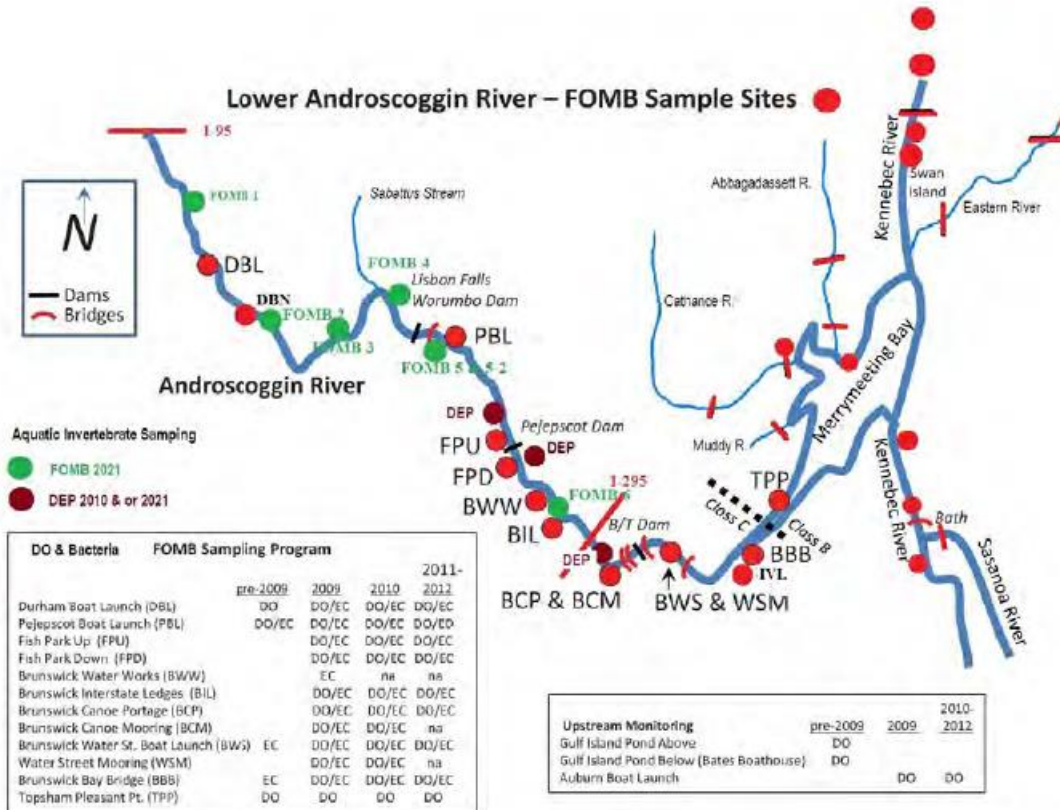 Lower Androscoggin River – FOMB Sample Sites
I-95
N
Dams
Bridges
FOMB 1
DBL
DBN
FOMB 2
Sabattus Stream
FOMB 4
Lisbon Falls
Worumbo Dam
PBL
Androscoggin River
Aquatic Invertebrate Sampling
FOMB 2021
DEP 2010 & or 2021
DEP
Pejepscot Dam
FPU
DEP
FPD
BWW
FOMB 6
I-295
BIL
B/T Dam
DEP
BCP & BCM
BWS & WSM
Class C
Class B
TPP
BBB
IVL
Abbagadassett R.
Cathance R.
Muddy R.
Merrymeeting Bay
Kennebec River
Swan
Island
Eastern River
Kennebec River
Bath
Sasanoa River
DO & Bacteria FOMB Sampling Program
2011-
pre-2009 2009 2010 2012
Durham Boat Launch (DBL) DO DO/EC DO/EC DO/EC
Pejepscot Boat Launch (PBL) DO/EC DO/EC DO/EC DO/ED
Fish Park Up (FPU) DO/EC DO/EC DO/EC
Fish Park Down (FPD) DO/EC DO/EC DO/EC
Brunswick Water Works (BWW) EC na na
Brunswick Interstate Ledges (BIL) DO/EC DO/EC DO/EC
Brunswick Canoe Portage (BCP) DO/EC DO/EC DO/EC
Brunswick Canoe Mooring (BCM) DO/EC DO/EC na
Brunswick Water St. Boat Launch (BWS) EC DO/EC DO/EC DO/EC
Water Street Mooring (WSM) DO/EC DO/EC na
Brunswick Bay Bridge (BBB) EC DO/EC DO/EC DO/EC
Topsham Pleasant Pt. (TPP) DO DO DO DO
2010-
Upstream Monitoring pre-2009 2009 2012
Gulf Island Pond Above DO
Gulf Island Pond Below (Bates Boathouse) DO
Auburn Boat Launch DO DO